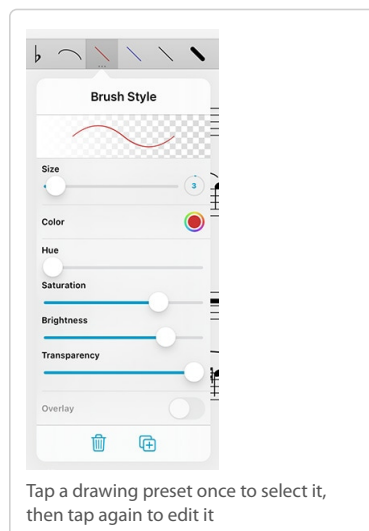 Brush Style
Size
3
Color
Hue
Saturation
Brightness
Transparency
Overlay
Tap a drawing preset once to select it,
then tap again to edit it